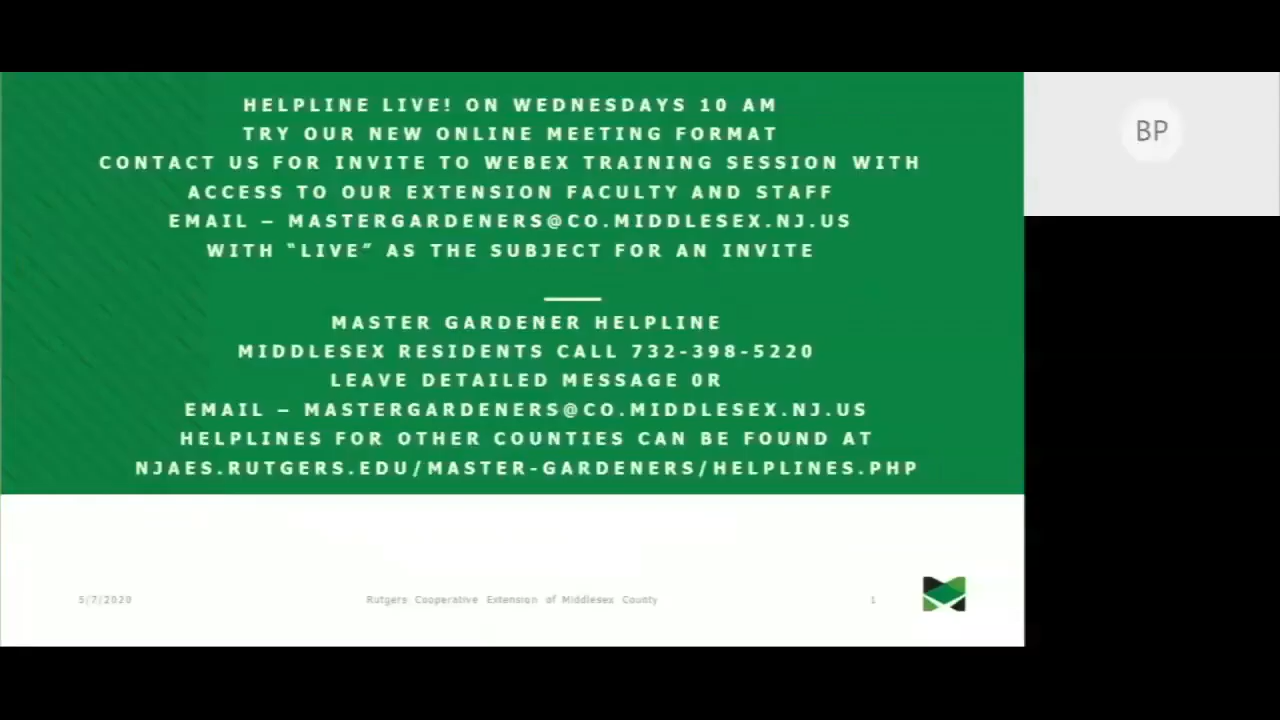 HELPLINE LIVE! ON WEDNESDAYS 10 AM
TRY OUR NEW ONLINE MEETING FORMAT
CONTACT US FOR INVITE TO WEBEX TRAINING SESSION WITH
ACCESS TO OUR EXTENSION FACULTY AND STAFF
EMAIL – MASTERGARDENERS@CO.MIDDLESEX.NJ.US
WITH “LIVE” AS THE SUBJECT FOR AN INVITE
MASTER GARDENER HELPLINE
MIDDLESEX RESIDENTS CALL 732-398-5220
LEAVE DETAILED MESSAGE 0R
EMAIL – MASTERGARDENERS@CO.MIDDLESEX.NJ.US
HELPLINES FOR OTHER COUNTIES CAN BE FOUND AT
NJAES.RUTGERS.EDU/MASTER-GARDENERS/HELPLINES.PHP
5/7/2020 Rutgers Cooperative Extension of Middlesex County 1
BP